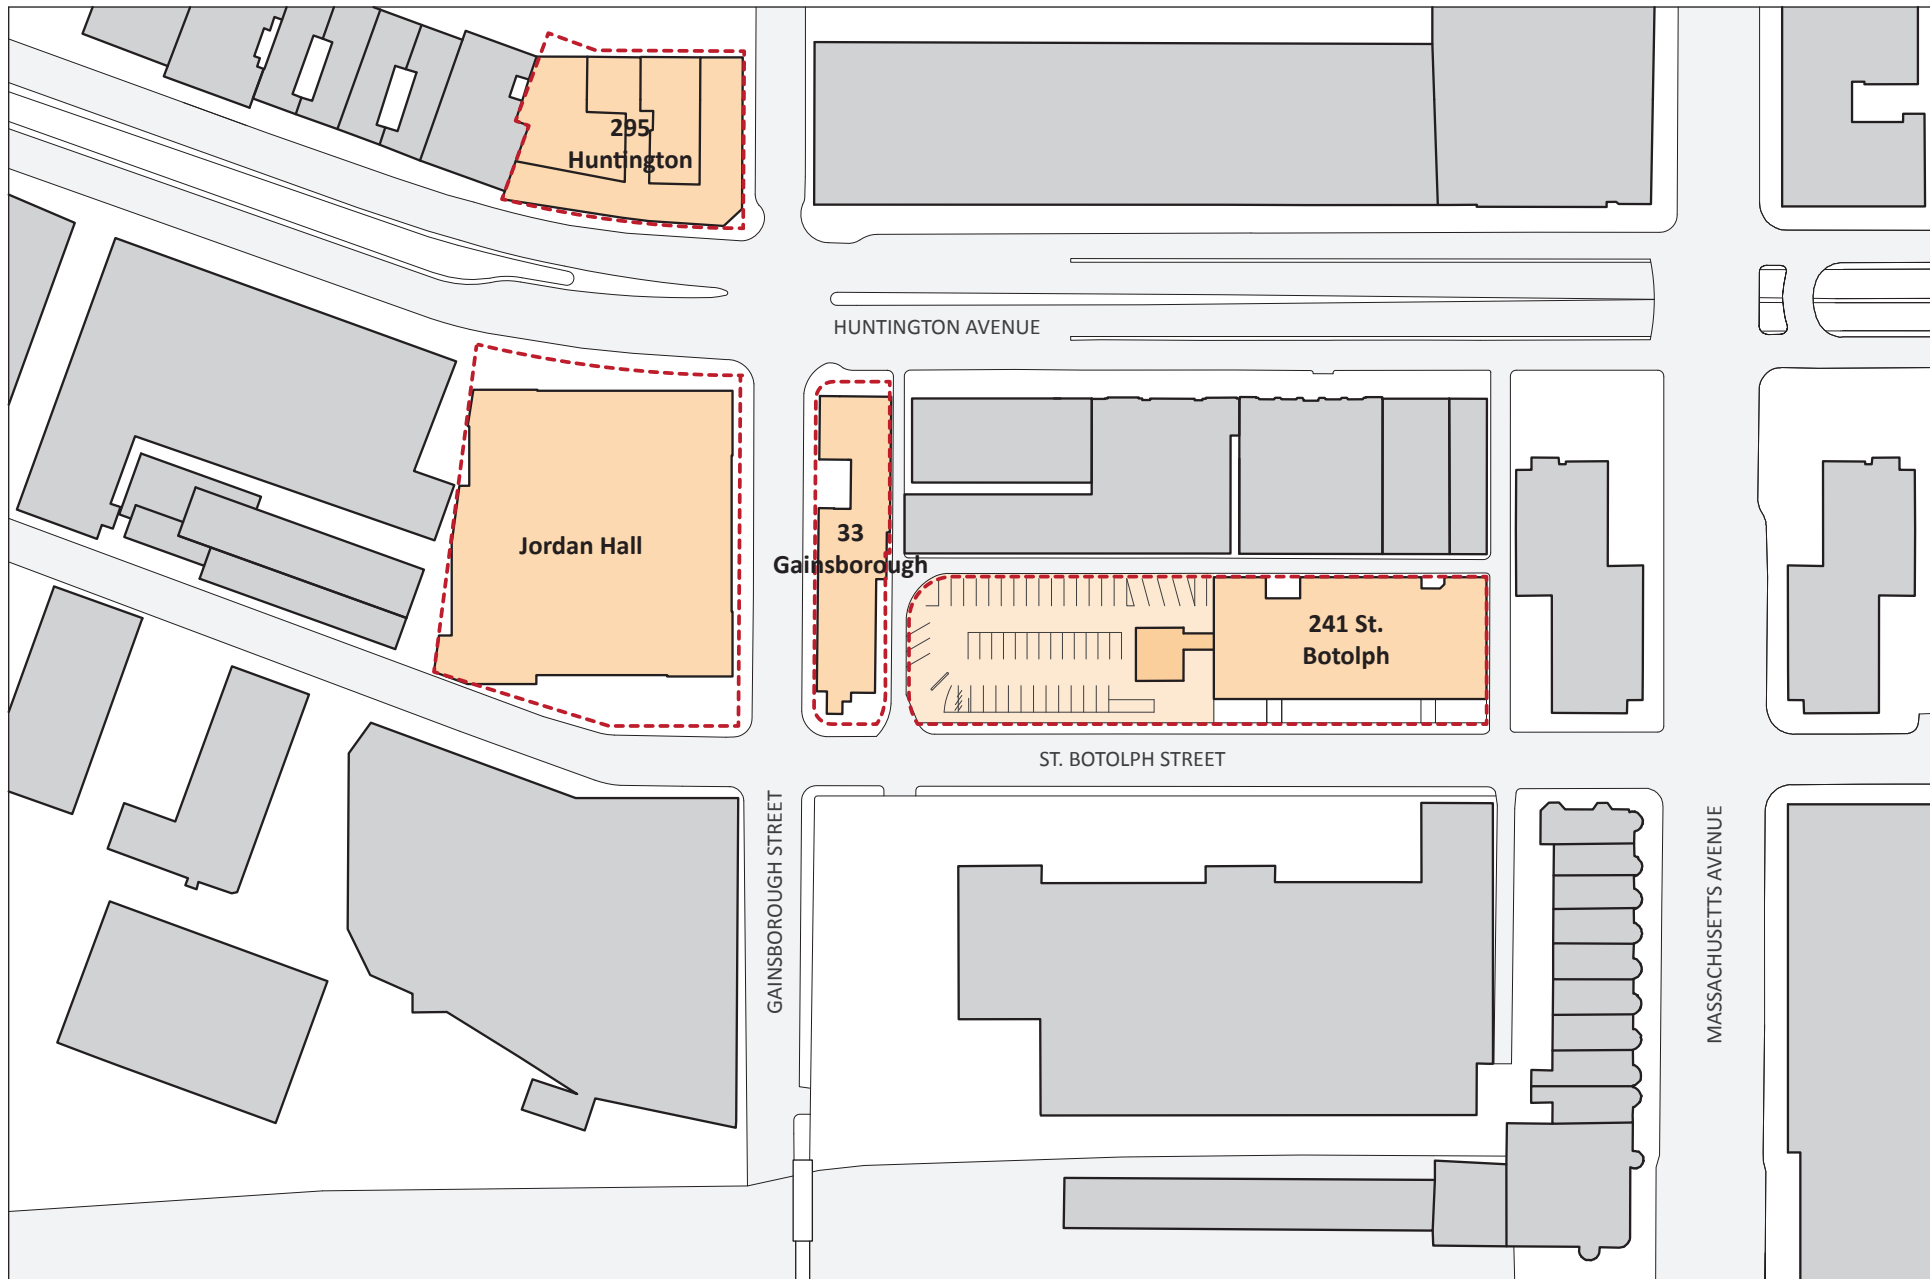 295
Huntington
HUNTINGTON AVENUE
Jordan Hall
33
Gainsborough
241 St.
Botolph
ST. BOTOLPH STREET
GAINSBOROUGH STREET
MASSACHUSETTS AVENUE